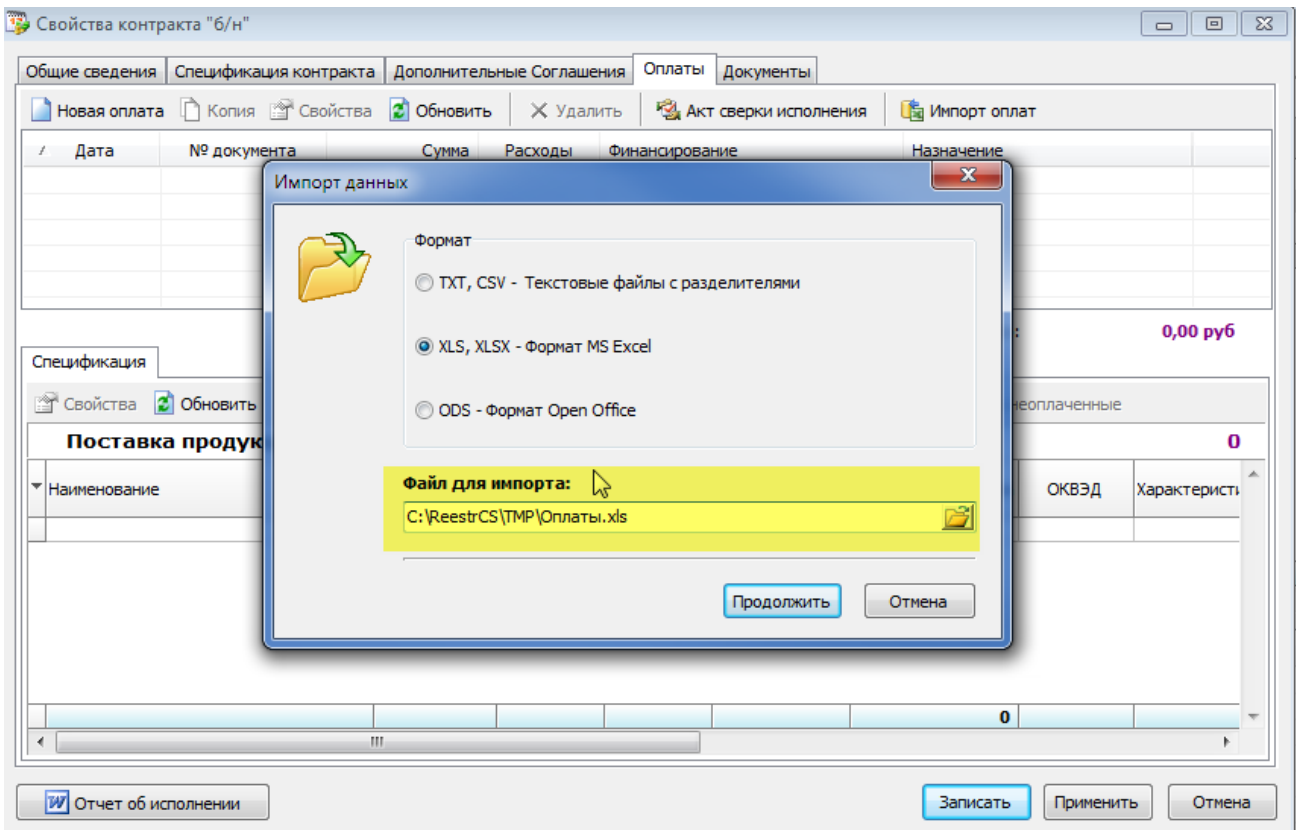 Свойства контракта "б/н"
Общие сведения Спецификация контракта Дополнительные Соглашения Оплаты Документы
Новая оплата Копия Свойства Обновить Удалить Акт сверки исполнения Импорт оплат
Дата № документа Сумма Расходы Финансирование Назначение
Импорт данных
Формат
TXT, CSV - Текстовые файлы с разделителями
XLS, XLSX - Формат MS Excel
ODS - Формат Open Office
Файл для импорта:
C:\ReestrCS\TMP\Оплаты.xls
Продолжить Отмена
: 0,00 руб
Спецификация
Свойства Обновить неоплаченные
Поставка продук 0
Наименование ОКВЭД Характеристи
0
Отчет об исполнении Записать Применить Отмена